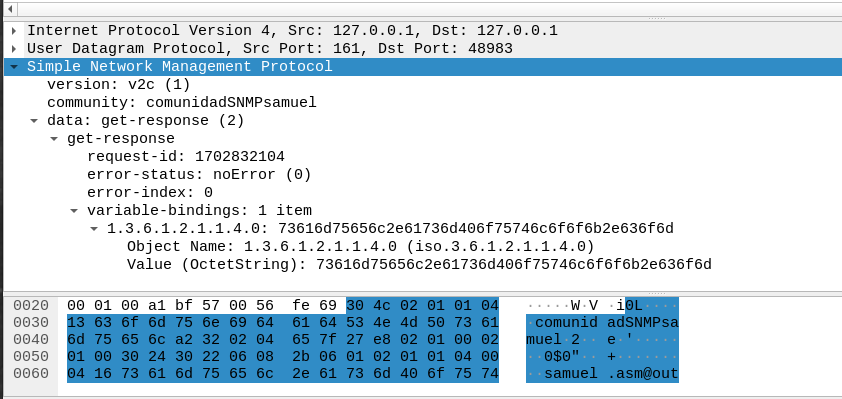 Internet Protocol Version 4, Src: 127.0.0.1, Dst: 127.0.0.1
User Datagram Protocol, Src Port: 161, Dst Port: 48983
Simple Network Management Protocol
version: v2c (1)
community: comunidadSNMPsamuel
data: get-response (2)
get-response
request-id: 1702832104
error-status: noError (0)
error-index: 0
variable-bindings: 1 item
1.3.6.1.2.1.1.4.0: 73616d75656c2e61736d406f75746c6f6f6b2e636f6d
Object Name: 1.3.6.1.2.1.1.4.0 (iso.3.6.1.2.1.1.4.0)
Value (OctetString): 73616d75656c2e61736d406f75746c6f6f6b2e636f6d
0020 00 01 00 a1 bf 57 00 56 fe 69 30 4c 02 01 01 04 ·····W·V ·i0L····
0030 13 63 6f 6d 75 6e 69 64 61 64 53 4e 4d 50 73 61 ·comunid adSNMPsa
0040 6d 75 65 6c a2 32 02 04 65 7f 27 e8 02 01 00 02 muel·2·· e·'·····
0050 01 00 30 24 30 22 06 08 2b 06 01 02 01 01 04 00 ··0$0"·· +·······
0060 04 16 73 61 6d 75 65 6c 2e 61 73 6d 40 6f 75 74 ··samuel .asm@out